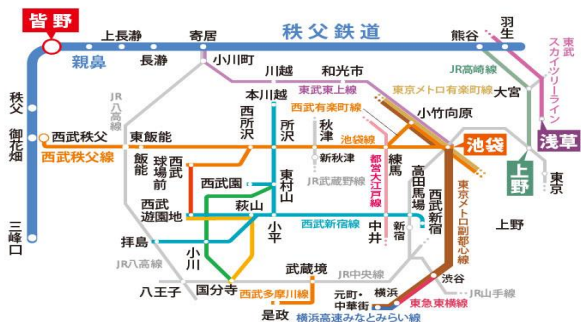 皆野
秩父鉄道
上長瀞
長瀞
寄居
親鼻
熊谷
羽生
東武
スカイツリーライン
小川町
川越
和光市
JR高崎線
大宮
東武東上線
東京メトロ有楽町線
JR八高線
本川越
西武有楽町線
小竹向原
秩父
御花畑
西武秩父
東飯能
西武秩父線
飯能
西武球場前
西所沢
所沢
秋津
新秋津
池袋線
練馬
池袋
上野
浅草
東京
都営大江戸線
JR武蔵野線
高田馬場
西武新宿
東京メトロ副都心線
上野
西武園
東村山
西武
遊園地
萩山
西武新宿線
中井
新宿
三峰口
拝島
小川
小平
JR八高線
八王子
国分寺
武蔵境
JR中央線
渋谷
西武多摩川線
是政
元町・
中華街
横浜
東急東横線
JR山手線
横浜高速みなとみらい線